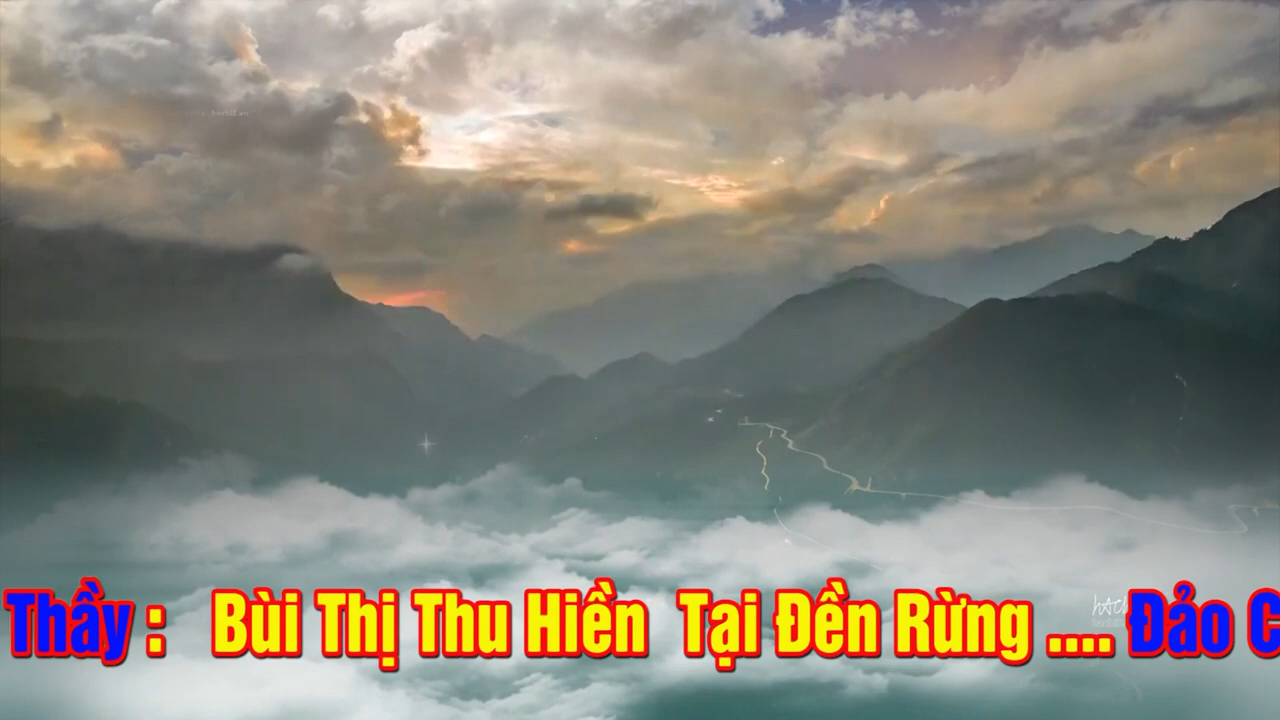 Thầy : Bùi Thị Thu Hiền Tại Đền Rừng .... Đảo C